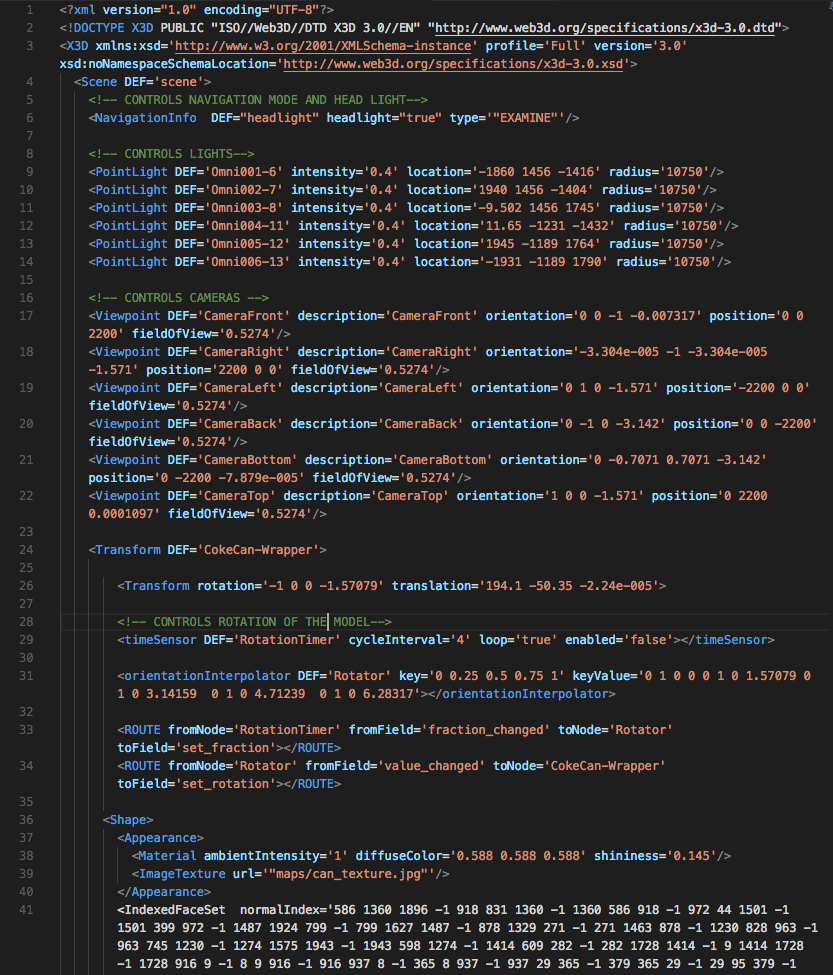 1 <?xml version="1.0" encoding="UTF-8"?>
2 <!DOCTYPE X3D PUBLIC "ISO//Web3D//DTD X3D 3.0//EN" "http://www.web3d.org/specifications/x3d-3.0.dtd">
3 <X3D xmlns:xsd='http://www.w3.org/2001/XMLSchema-instance' profile='Full' version='3.0'
xsd:noNamespaceSchemaLocation='http://www.web3d.org/specifications/x3d-3.0.xsd'>
4 <Scene DEF='scene'>
5 <!-- CONTROLS NAVIGATION MODE AND HEAD LIGHT-->
6 <NavigationInfo  DEF="headlight" headlight="true" type='"EXAMINE"'/>
7
8 <!-- CONTROLS LIGHTS-->
9 <PointLight DEF='Omni001-6' intensity='0.4' location='-1860 1456 -1416' radius='10750'/>
10 <PointLight DEF='Omni002-7' intensity='0.4' location='1940 1456 -1404' radius='10750'/>
11 <PointLight DEF='Omni003-8' intensity='0.4' location='-9.502 1456 1745' radius='10750'/>
12 <PointLight DEF='Omni004-11' intensity='0.4' location='11.65 -1231 -1432' radius='10750'/>
13 <PointLight DEF='Omni005-12' intensity='0.4' location='1945 -1189 1764' radius='10750'/>
14 <PointLight DEF='Omni006-13' intensity='0.4' location='-1931 -1189 1790' radius='10750'/>
15
16 <!-- CONTROLS CAMERAS -->
17 <Viewpoint DEF='CameraFront' description='CameraFront' orientation='0 0 -1 -0.007317' position='0 0
2200' fieldOfView='0.5274'/>
18 <Viewpoint DEF='CameraRight' description='CameraRight' orientation='-3.304e-005 -1 -3.304e-005
-1.571' position='2200 0 0' fieldOfView='0.5274'/>
19 <Viewpoint DEF='CameraLeft' description='CameraLeft' orientation='0 1 0 -1.571' position='-2200 0 0'
fieldOfView='0.5274'/>
20 <Viewpoint DEF='CameraBack' description='CameraBack' orientation='0 -1 0 -3.142' position='0 0 -2200'
fieldOfView='0.5274'/>
21 <Viewpoint DEF='CameraBottom' description='CameraBottom' orientation='0 -0.7071 0.7071 -3.142'
position='0 -2200 -7.879e-005' fieldOfView='0.5274'/>
22 <Viewpoint DEF='CameraTop' description='CameraTop' orientation='1 0 0 -1.571' position='0 2200
0.0001097' fieldOfView='0.5274'/>
23
24 <Transform DEF='CokeCan-Wrapper'>
25
26 <Transform rotation='-1 0 0 -1.57079' translation='194.1 -50.35 -2.24e-005'>
27
28 <!-- CONTROLS ROTATION OF THE MODEL-->
29 <timeSensor DEF='RotationTimer' cycleInterval='4' loop='true' enabled='false'></timeSensor>
30
31 <orientationInterpolator DEF='Rotator' key='0 0.25 0.5 0.75 1' keyValue='0 1 0 0 0 1 0 1.57079 0
1 0 3.14159  0 1 0 4.71239  0 1 0 6.28317'></orientationInterpolator>
32
33 <ROUTE fromNode='RotationTimer' fromField='fraction_changed' toNode='Rotator'
toField='set_fraction'></ROUTE>
34 <ROUTE fromNode='Rotator' fromField='value_changed' toNode='CokeCan-Wrapper'
toField='set_rotation'></ROUTE>
35
36 <Shape>
37 <Appearance>
38 <Material ambientIntensity='1' diffuseColor='0.588 0.588 0.588' shininess='0.145'/>
39 <ImageTexture url='"maps/can_texture.jpg"'/>
40 </Appearance>
41 <IndexedFaceSet  normalIndex='586 1360 1896 -1 918 831 1360 -1 1360 586 918 -1 972 44 1501 -1
1501 399 972 -1 1487 1924 799 -1 799 1627 1487 -1 878 1329 271 -1 271 1463 878 -1 1230 828 963 -1
963 745 1230 -1 1274 1575 1943 -1 1943 598 1274 -1 1414 609 282 -1 282 1728 1414 -1 9 1414 1728
-1 1728 916 9 -1 8 9 916 -1 916 937 8 -1 365 8 937 -1 937 29 365 -1 379 365 29 -1 29 95 379 -1